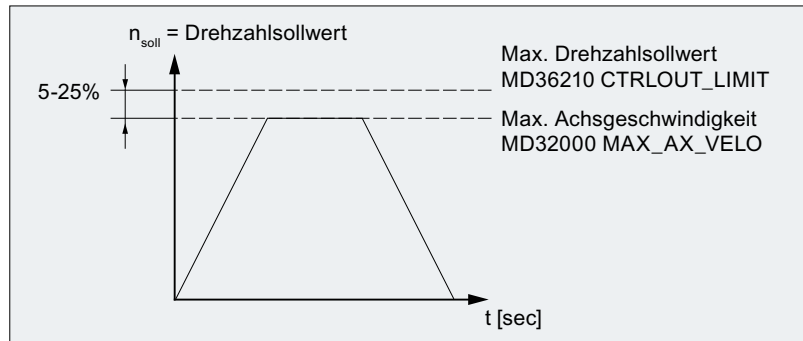 n_soll = Drehzahlsollwert
Max. Drehzahlsollwert
MD36210 CTRLOUT_LIMIT
5-25%
Max. Achsgeschwindigkeit
MD32000 MAX_AX_VELO
t [sec]